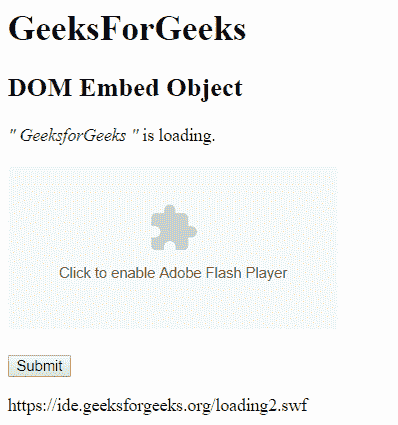 GeeksForGeeks
DOM Embed Object
" GeeksforGeeks " is loading.
Click to enable Adobe Flash Player
Submit
https://ide.geeksforgeeks.org/loading2.swf